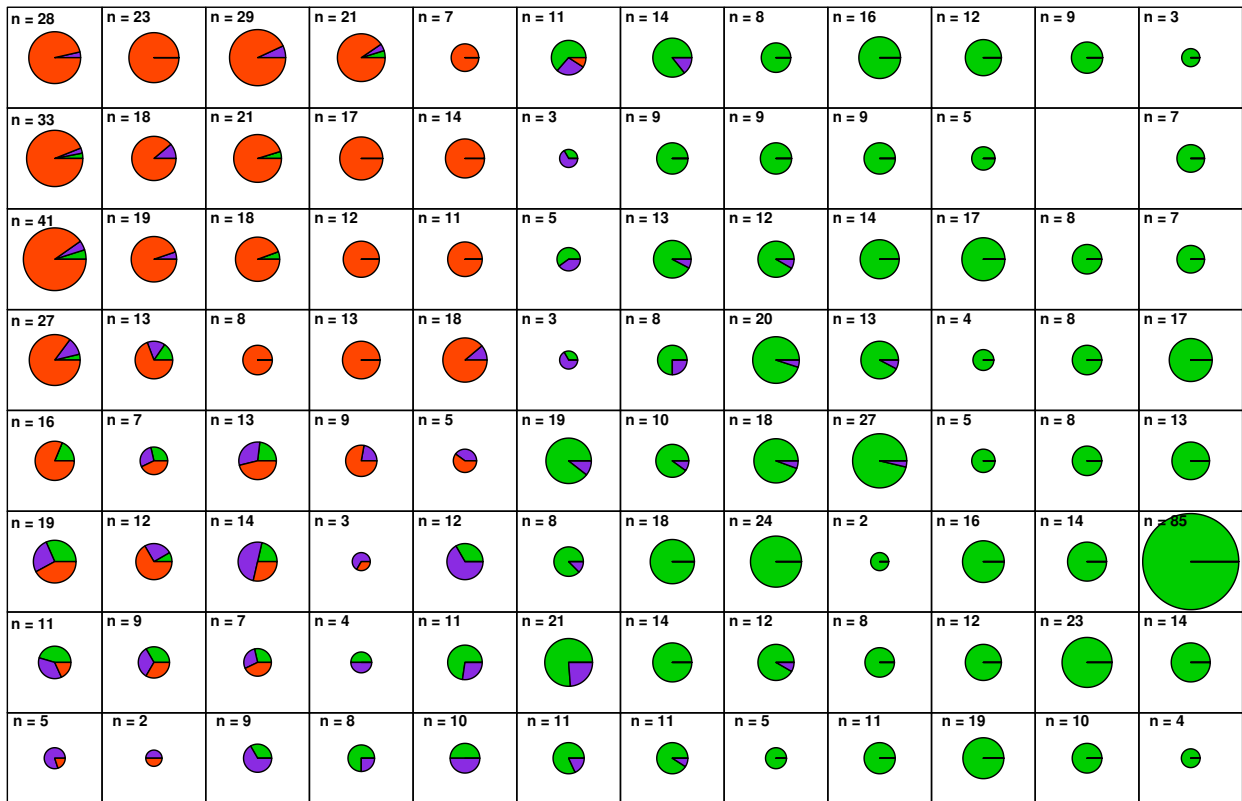 n = 28 n = 23 n = 29 n = 21 n = 7 n = 11 n = 14 n = 8 n = 16 n = 12 n = 9 n = 3
n = 33 n = 18 n = 21 n = 17 n = 14 n = 3 n = 9 n = 9 n = 9 n = 5 n = 7
n = 41 n = 19 n = 18 n = 12 n = 11 n = 5 n = 13 n = 12 n = 14 n = 17 n = 8 n = 7
n = 27 n = 13 n = 8 n = 13 n = 18 n = 3 n = 8 n = 20 n = 13 n = 4 n = 8 n = 17
n = 16 n = 7 n = 13 n = 9 n = 5 n = 19 n = 10 n = 18 n = 27 n = 5 n = 8 n = 13
n = 19 n = 12 n = 14 n = 3 n = 12 n = 8 n = 18 n = 24 n = 2 n = 16 n = 14 n = 85
n = 11 n = 9 n = 7 n = 4 n = 11 n = 21 n = 14 n = 12 n = 8 n = 12 n = 23 n = 14
n = 5 n = 2 n = 9 n = 8 n = 10 n = 11 n = 11 n = 5 n = 11 n = 19 n = 10 n = 4